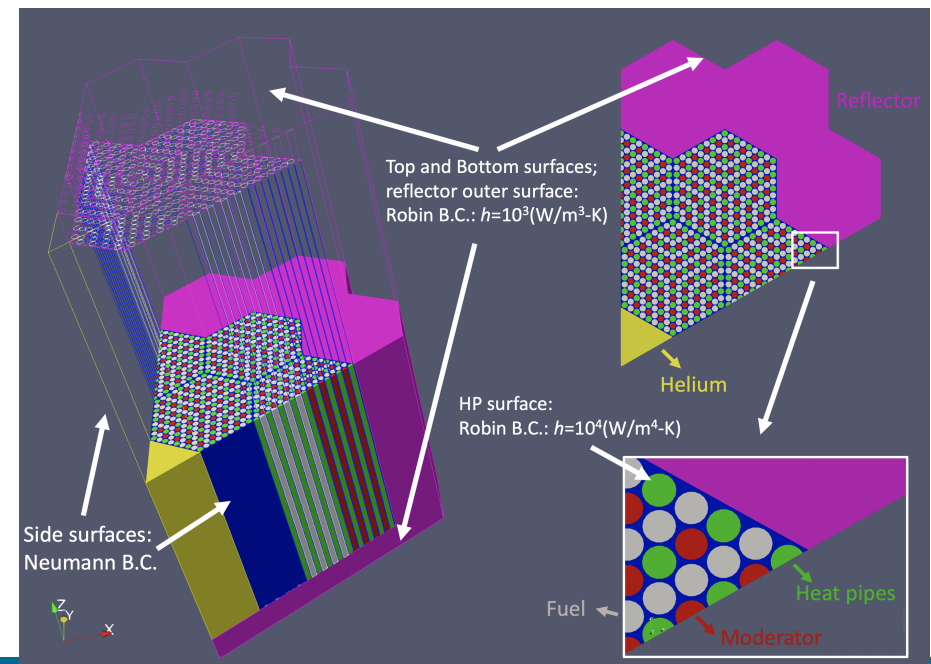 Reflector
Top and Bottom surfaces;
reflector outer surface:
Robin B.C.: h=10³(W/m³-K)
Helium
HP surface:
Robin B.C.: h=10⁴(W/m⁴-K)
Side surfaces:
Neumann B.C.
Heat pipes
Fuel
Moderator
Z
Y
X